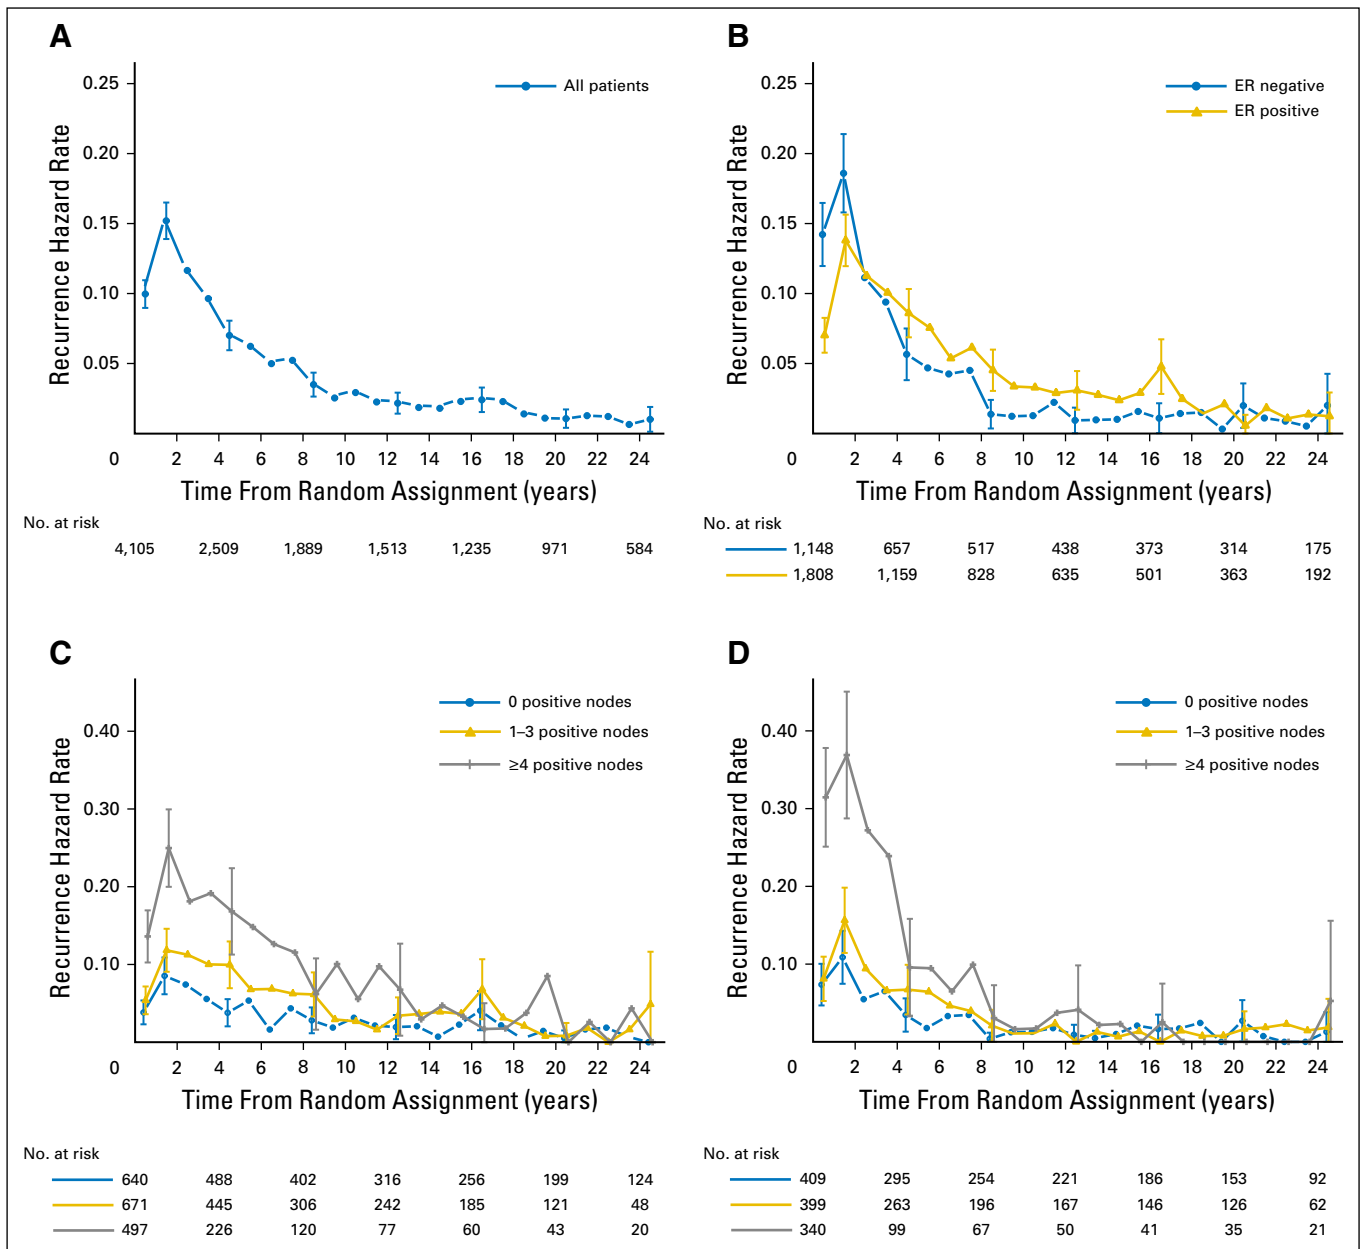 A
0.25
0.20
0.15
0.10
0.05
Recurrence Hazard Rate
All patients
0 2 4 6 8 10 12 14 16 18 20 22 24
Time From Random Assignment (years)
No. at risk
4,105 2,509 1,889 1,513 1,235 971 584
B
0.25
0.20
0.15
0.10
0.05
Recurrence Hazard Rate
ER negative
ER positive
0 2 4 6 8 10 12 14 16 18 20 22 24
Time From Random Assignment (years)
No. at risk
1,148 657 517 438 373 314 175
1,808 1,159 828 635 501 363 192
C
0.40
0.30
0.20
0.10
Recurrence Hazard Rate
0 positive nodes
1–3 positive nodes
≥4 positive nodes
0 2 4 6 8 10 12 14 16 18 20 22 24
Time From Random Assignment (years)
No. at risk
640 488 402 316 256 199 124
671 445 306 242 185 121 48
497 226 120 77 60 43 20
D
0.40
0.30
0.20
0.10
Recurrence Hazard Rate
0 positive nodes
1–3 positive nodes
≥4 positive nodes
0 2 4 6 8 10 12 14 16 18 20 22 24
Time From Random Assignment (years)
No. at risk
409 295 254 221 186 153 92
399 263 196 167 146 126 62
340 99 67 50 41 35 21